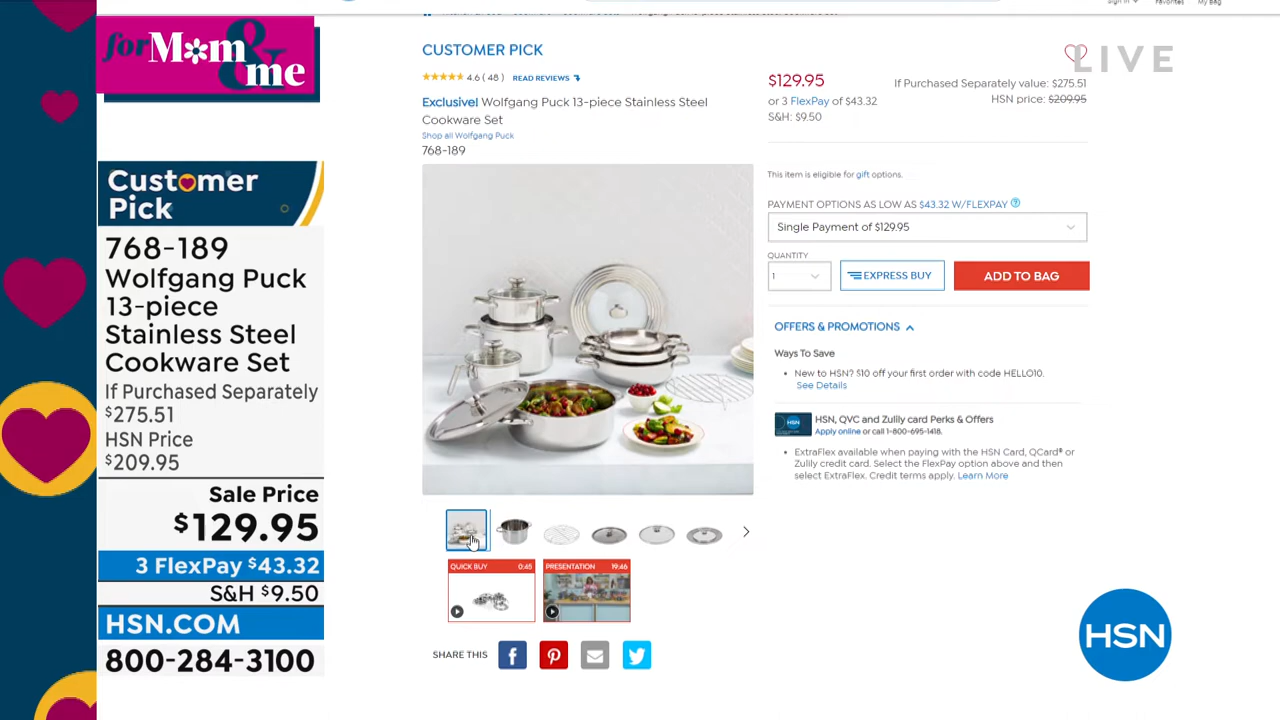 for Mom
& me
Customer
Pick
768-189
Wolfgang Puck
13-piece
Stainless Steel
Cookware Set
If Purchased Separately
$275.51
HSN Price
$209.95
Sale Price
$129.95
3 FlexPay $43.32
S&H $9.50
HSN.COM
800-284-3100
Sign In
Favorites
My Bag
CUSTOMER PICK
4.6 ( 48 ) READ REVIEWS
Exclusive! Wolfgang Puck 13-piece Stainless Steel
Cookware Set
Shop all Wolfgang Puck
768-189
QUICK BUY 0:45
PRESENTATION 19:46
SHARE THIS
LIVE
$129.95
or 3 FlexPay of $43.32
S&H: $9.50
If Purchased Separately value: $275.51
HSN price: $209.95
This item is eligible for gift options.
PAYMENT OPTIONS AS LOW AS $43.32 W/FLEXPAY
Single Payment of $129.95
QUANTITY
1
EXPRESS BUY
ADD TO BAG
OFFERS & PROMOTIONS
Ways To Save
• New to HSN? $10 off your first order with code HELLO10.
See Details
HSN
HSN, QVC and Zulily card Perks & Offers
Apply online or call 1-800-695-1418.
• ExtraFlex available when paying with the HSN Card, QCard® or
Zulily credit card. Select the FlexPay option above and then
select ExtraFlex. Credit terms apply. Learn More
HSN